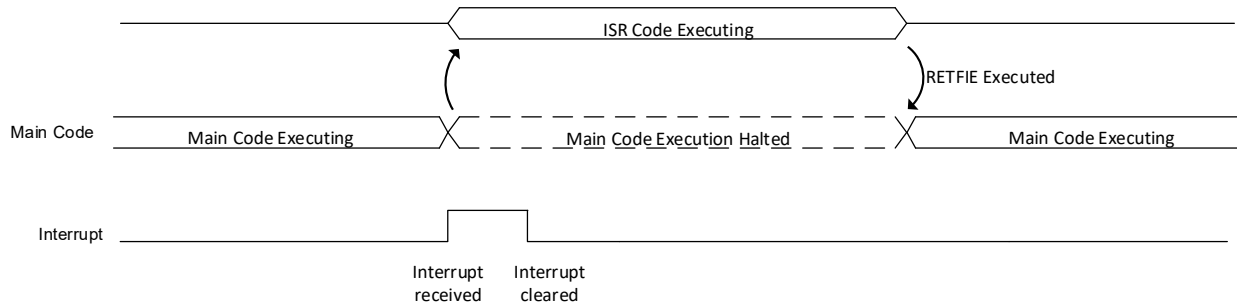 ISR Code Executing
RETFIE Executed
Main Code
Main Code Executing
Main Code Execution Halted
Main Code Executing
Interrupt
Interrupt
received
Interrupt
cleared